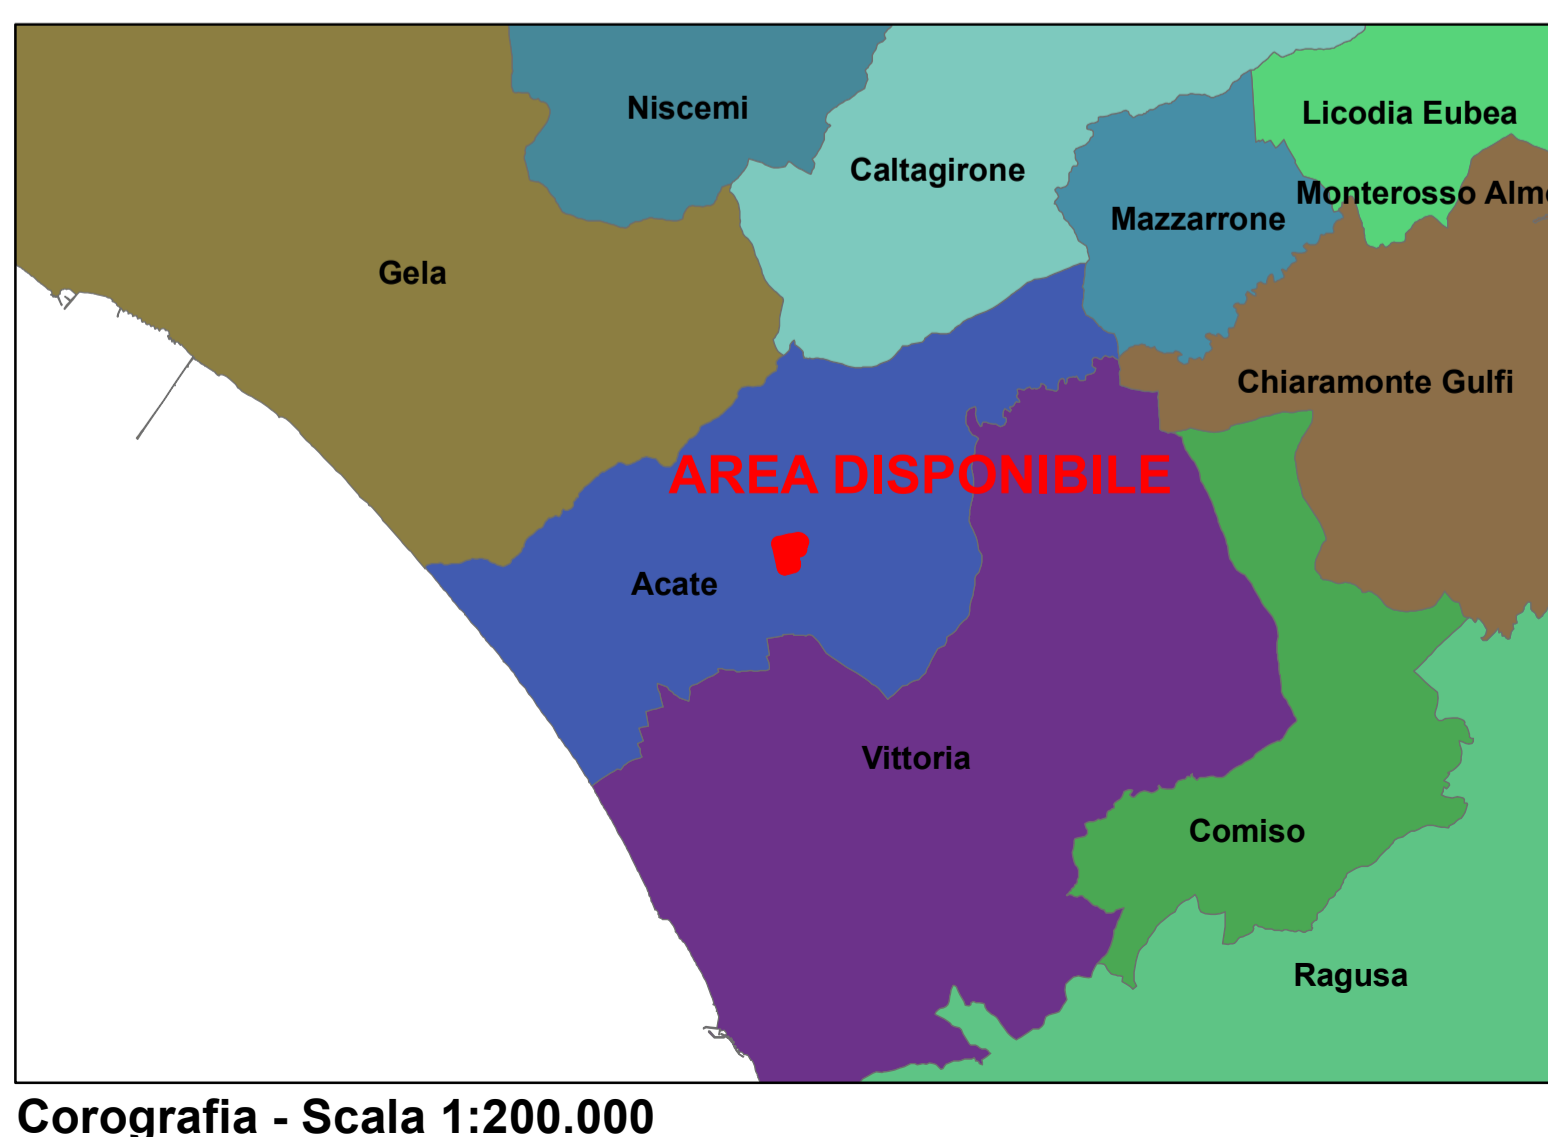 Niscemi
Licodia Eubea
Caltagirone
Monterosso Alm
Mazzarrone
Gela
Chiaramonte Gulfi
AREA DISPONIBILE
Acate
Vittoria
Comiso
Ragusa
Corografia - Scala 1:200.000